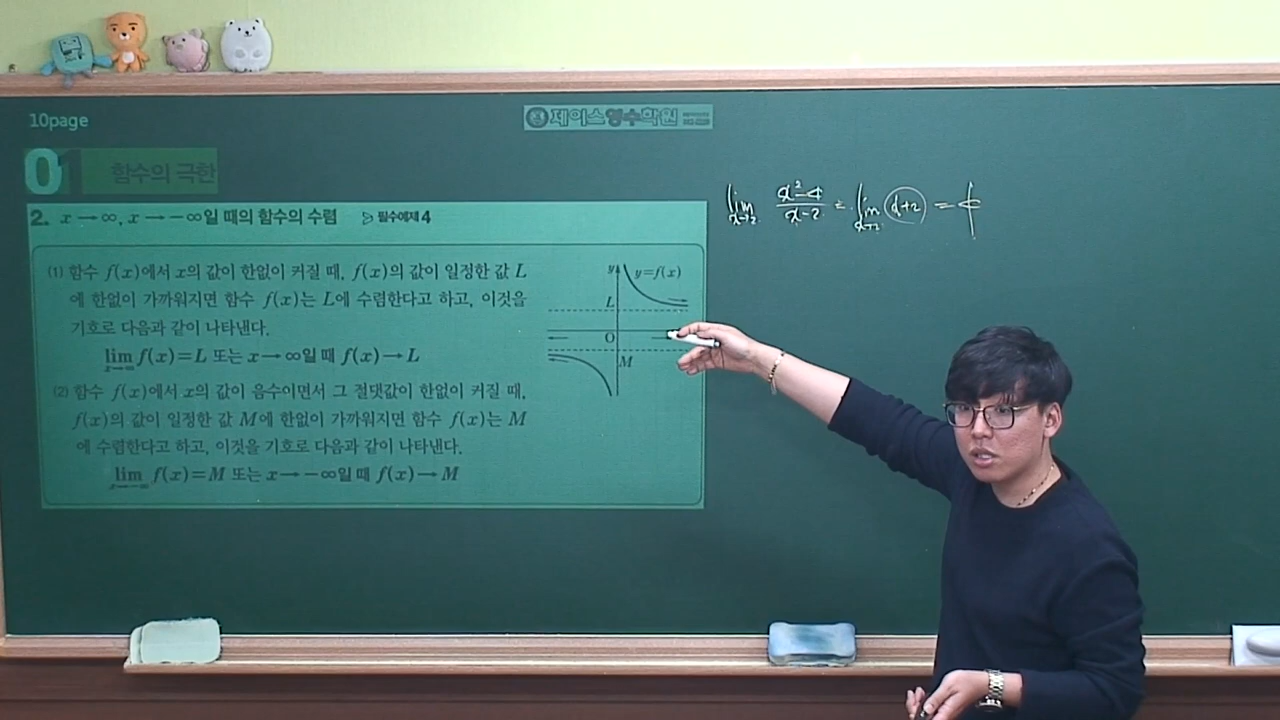 10page
제이스영수학원
01 함수의 극한
2. x→∞, x→-∞일 때의 함수의 수렴 ▷ 필수예제 4
(1) 함수 f(x)에서 x의 값이 한없이 커질 때, f(x)의 값이 일정한 값 L
에 한없이 가까워지면 함수 f(x)는 L에 수렴한다고 하고, 이것을
기호로 다음과 같이 나타낸다.
lim x→∞ f(x)=L 또는 x→∞일 때 f(x)→L
(2) 함수 f(x)에서 x의 값이 음수이면서 그 절댓값이 한없이 커질 때,
f(x)의 값이 일정한 값 M에 한없이 가까워지면 함수 f(x)는 M
에 수렴한다고 하고, 이것을 기호로 다음과 같이 나타낸다.
lim x→-∞ f(x)=M 또는 x→-∞일 때 f(x)→M
y y=f(x)
L
O
M
lim x→2 (x²-4)/(x-2) = lim x→2 (x+2) = 4